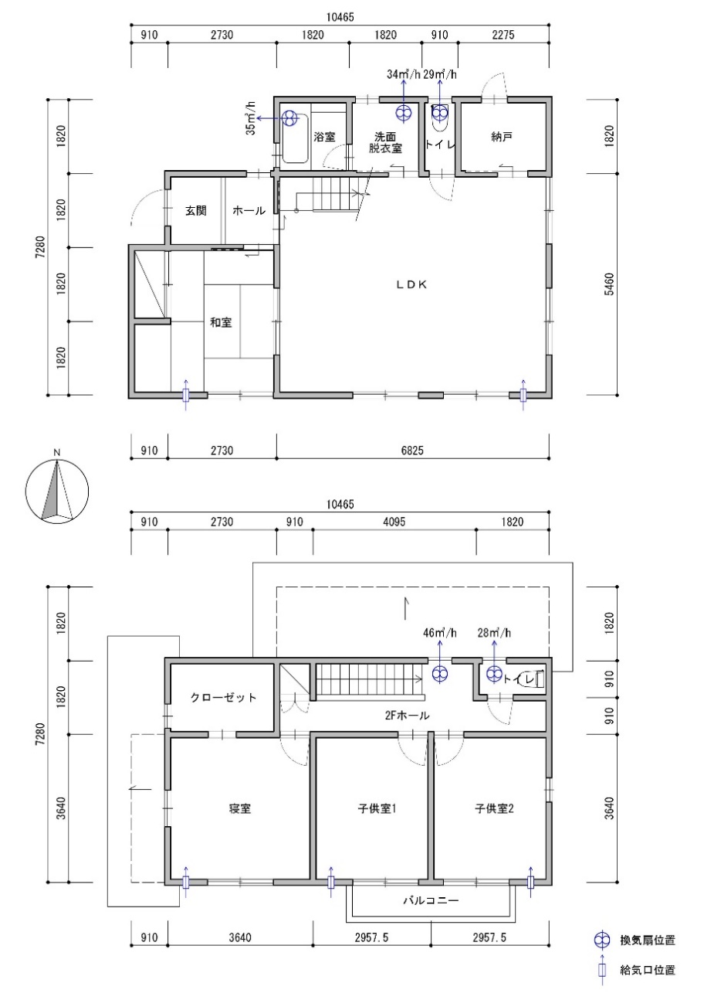 10465
910 2730 1820 1820 910 2275
34㎥/h 29㎥/h
35㎥/h
浴室
洗面
脱衣室
トイレ
納戸
1820
1820
玄関
ホール
1820
7280
1820
5460
LDK
和室
1820
910 2730 6825
N
10465
910 2730 910 4095 1820
46㎥/h 28㎥/h
1820
1820
クローゼット
トイレ
910
1820
2Fホール
910
7280
寝室
子供室1
子供室2
3640
3640
バルコニー
910 3640 2957.5 2957.5
換気扇位置
給気口位置